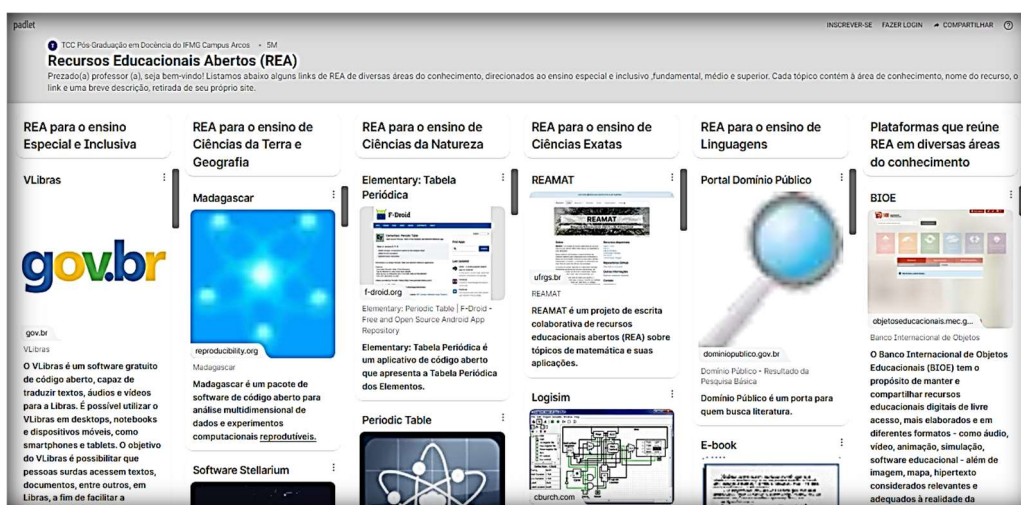 padlet
INSCREVER-SE FAZER LOGIN COMPARTILHAR
TCC Pós-Graduação em Docência do IFMG Campus Arcos • 5M
Recursos Educacionais Abertos (REA)
Prezado(a) professor (a), seja bem-vindo! Listamos abaixo alguns links de REA de diversas áreas do conhecimento, direcionados ao ensino especial e inclusivo ,fundamental, médio e superior. Cada tópico contém à área de conhecimento, nome do recurso, o
link e uma breve descrição, retirada de seu próprio site.
REA para o ensino
Especial e Inclusiva
VLibras
gov.br
gov.br
VLibras
O VLibras é um software gratuito
de código aberto, capaz de
traduzir textos, áudios e vídeos
para a Libras. É possível utilizar o
VLibras em desktops, notebooks
e dispositivos móveis, como
smartphones e tablets. O objetivo
do VLibras é possibilitar que
pessoas surdas acessem textos,
documentos, entre outros, em
Libras, a fim de facilitar a
REA para o ensino de
Ciências da Terra e
Geografia
Madagascar
reproducibility.org
Madagascar
Madagascar é um pacote de
software de código aberto para
análise multidimensional de
dados e experimentos
computacionais reprodutíveis.
Software Stellarium
REA para o ensino de
Ciências da Natureza
Elementary: Tabela
Periódica
F-Droid
f-droid.org
Elementary: Periodic Table | F-Droid -
Free and Open Source Android App
Repository
Elementary: Tabela Periódica é
um aplicativo de código aberto
que apresenta a Tabela Periódica
dos Elementos.
Periodic Table
REA para o ensino de
Ciências Exatas
REAMAT
REAMAT
ufrgs.br
REAMAT
REAMAT é um projeto de escrita
colaborativa de recursos
educacionais abertos (REA) sobre
tópicos de matemática e suas
aplicações.
Logisim
cburch.com
REA para o ensino de
Linguagens
Portal Domínio Público
dominiopublico.gov.br
Domínio Público - Resultado da
Pesquisa Básica
Domínio Público é um porta para
quem busca literatura.
E-book
Plataformas que reúne
REA em diversas áreas
do conhecimento
BIOE
objetoseducacionais.mec.g...
Banco Internacional de Objetos
O Banco Internacional de Objetos
Educacionais (BIOE) tem o
propósito de manter e
compartilhar recursos
educacionais digitais de livre
acesso, mais elaborados e em
diferentes formatos - como áudio,
vídeo, animação, simulação,
software educacional - além de
imagem, mapa, hipertexto
considerados relevantes e
adequados à realidade da